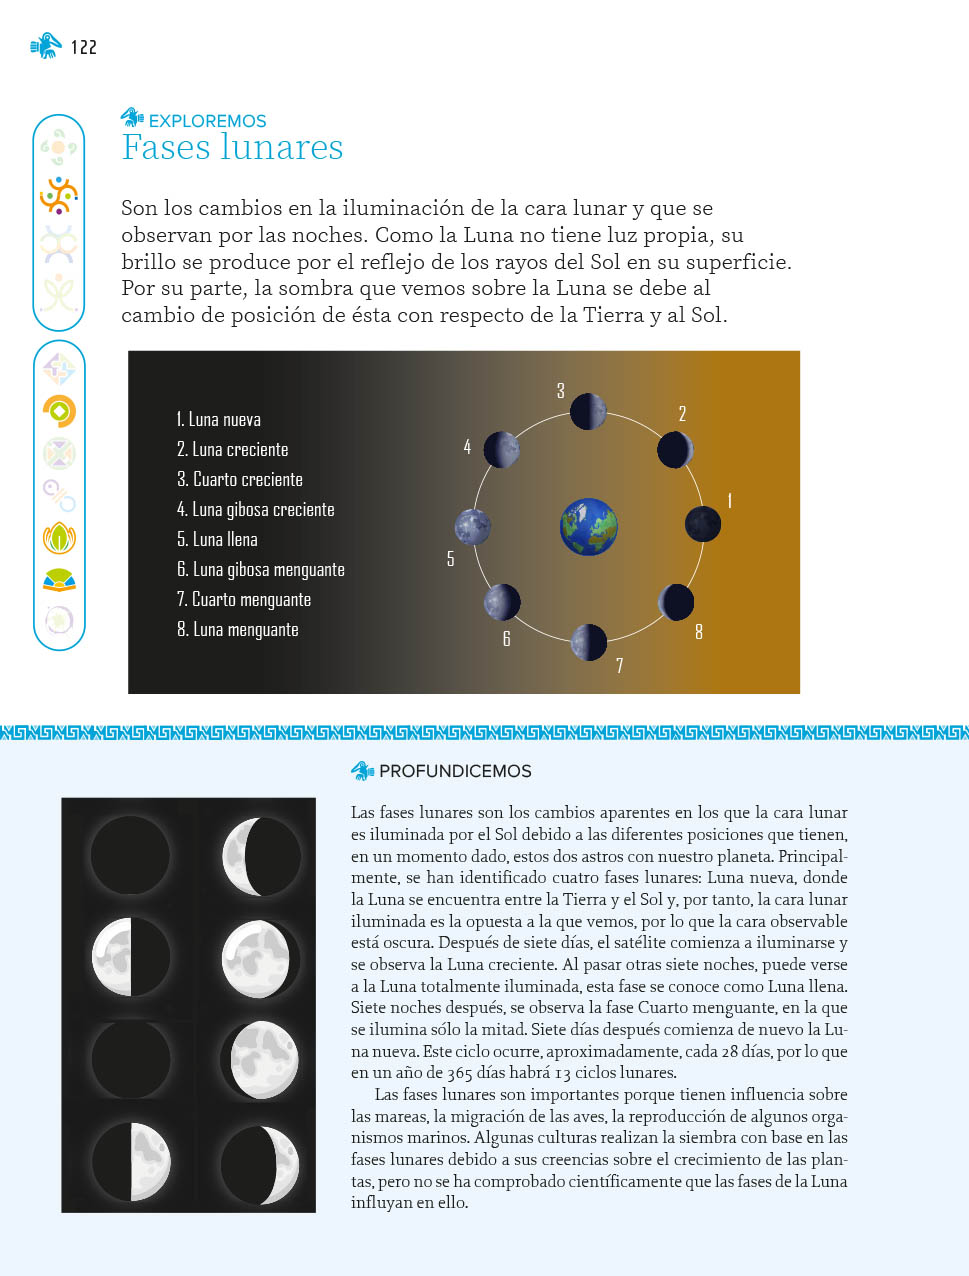 122
EXPLOREMOS
Fases lunares
Son los cambios en la iluminación de la cara lunar y que se
observan por las noches. Como la Luna no tiene luz propia, su
brillo se produce por el reflejo de los rayos del Sol en su superficie.
Por su parte, la sombra que vemos sobre la Luna se debe al
cambio de posición de ésta con respecto de la Tierra y al Sol.
1. Luna nueva
2. Luna creciente
3. Cuarto creciente
4. Luna gibosa creciente
5. Luna llena
6. Luna gibosa menguante
7. Cuarto menguante
8. Luna menguante
3
2
4
1
5
6
8
7
PROFUNDICEMOS
Las fases lunares son los cambios aparentes en los que la cara lunar
es iluminada por el Sol debido a las diferentes posiciones que tienen,
en un momento dado, estos dos astros con nuestro planeta. Principal-
mente, se han identificado cuatro fases lunares: Luna nueva, donde
la Luna se encuentra entre la Tierra y el Sol y, por tanto, la cara lunar
iluminada es la opuesta a la que vemos, por lo que la cara observable
está oscura. Después de siete días, el satélite comienza a iluminarse y
se observa la Luna creciente. Al pasar otras siete noches, puede verse
a la Luna totalmente iluminada, esta fase se conoce como Luna llena.
Siete noches después, se observa la fase Cuarto menguante, en la que
se ilumina sólo la mitad. Siete días después comienza de nuevo la Lu-
na nueva. Este ciclo ocurre, aproximadamente, cada 28 días, por lo que
en un año de 365 días habrá 13 ciclos lunares.
Las fases lunares son importantes porque tienen influencia sobre
las mareas, la migración de las aves, la reproducción de algunos orga-
nismos marinos. Algunas culturas realizan la siembra con base en las
fases lunares debido a sus creencias sobre el crecimiento de las plan-
tas, pero no se ha comprobado científicamente que las fases de la Luna
influyan en ello.